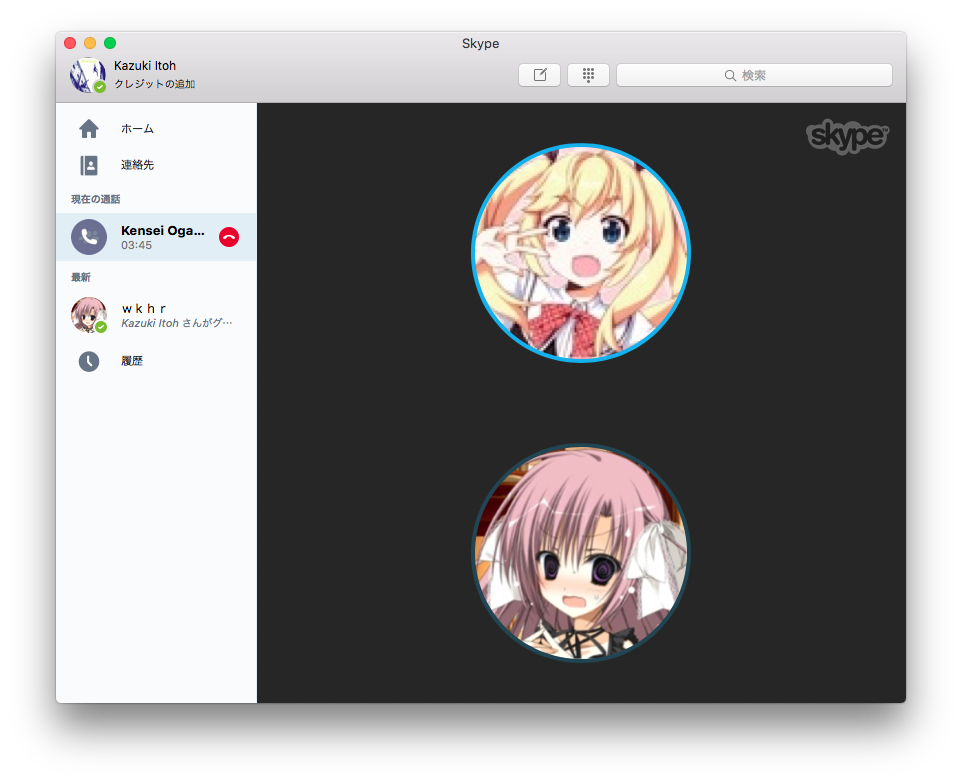 Skype
Kazuki Itoh
クレジットの追加
検索
ホーム
連絡先
現在の通話
Kensei Oga...
03:45
最新
ｗｋｈｒ
Kazuki Itoh さんがグ…
履歴
skype™